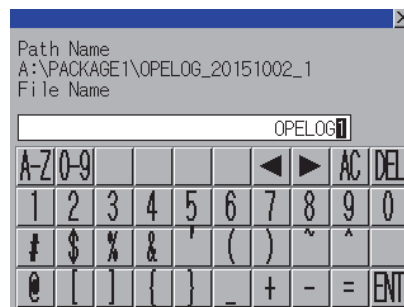 X
Path Name
A:\PACKAGE1\OPELOG_20151002_1
File Name
OPELOG1
A-Z 0-9 ◀ ▶ AC DEL
1 2 3 4 5 6 7 8 9 0
# $ % & ' ( ) ~ ^
@ [ ] { } _ + - = ENT